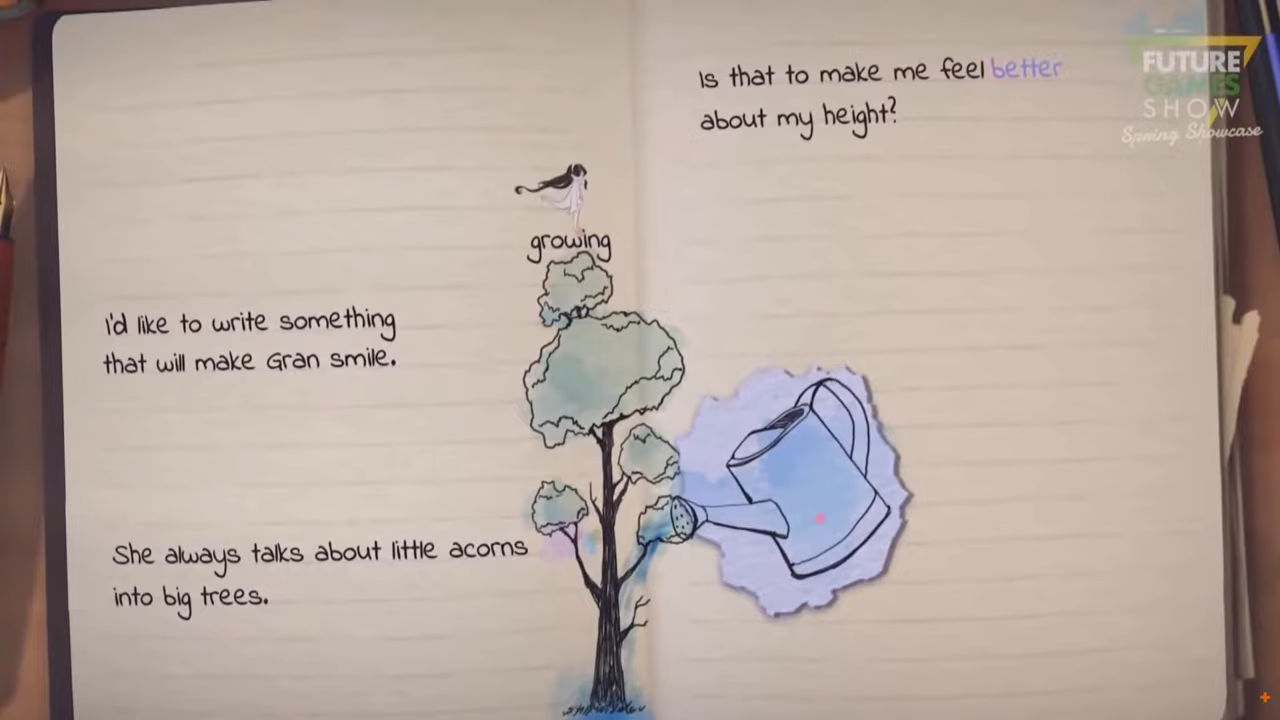 I'd like to write something
that will make Gran smile.
She always talks about little acorns
growing
into big trees.
Is that to make me feel better
about my height?
FUTURE
GAMES
SHOW
Spring Showcase